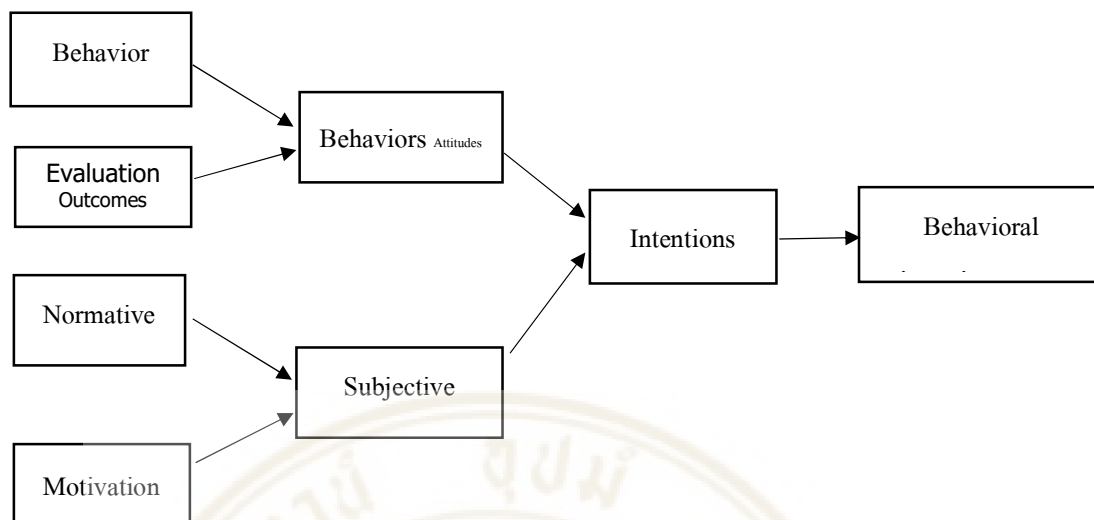 Behavior
Evaluation
Outcomes
Behaviors Attitudes
Intentions
Behavioral
Normative
Subjective
Motivation